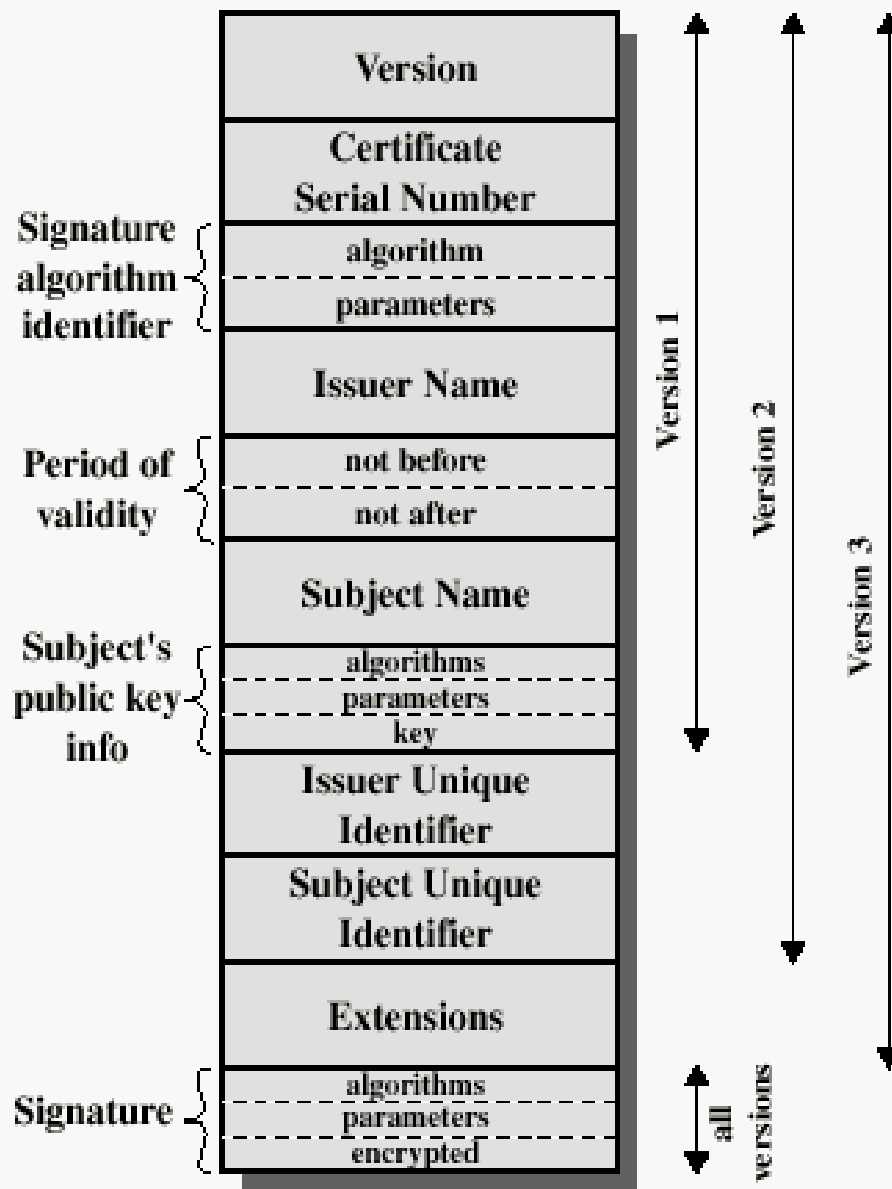 Version
Certificate
Serial Number
Signature
algorithm
identifier
algorithm
parameters
Issuer Name
Period of
validity
not before
not after
Subject Name
Subject's
public key
info
algorithms
parameters
key
Issuer Unique
Identifier
Subject Unique
Identifier
Extensions
Signature
algorithms
parameters
encrypted
Version 1
Version 2
Version 3
all
versions